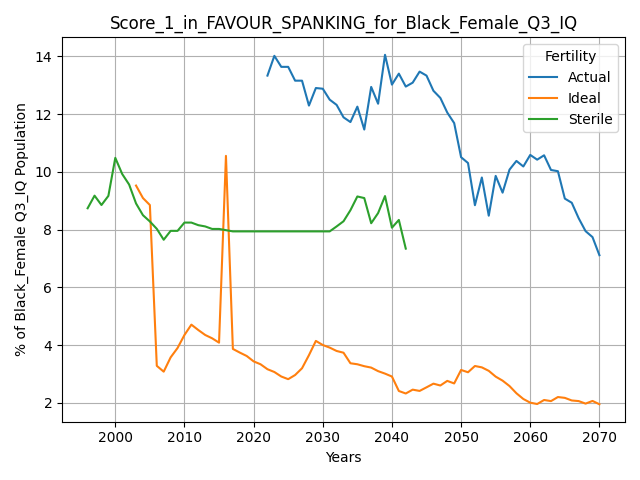 Score_1_in_FAVOUR_SPANKING_for_Black_Female_Q3_IQ
Fertility
Actual
Ideal
Sterile
% of Black_Female Q3_IQ Population
14
12
10
8
6
4
2
2000 2010 2020 2030 2040 2050 2060 2070
Years